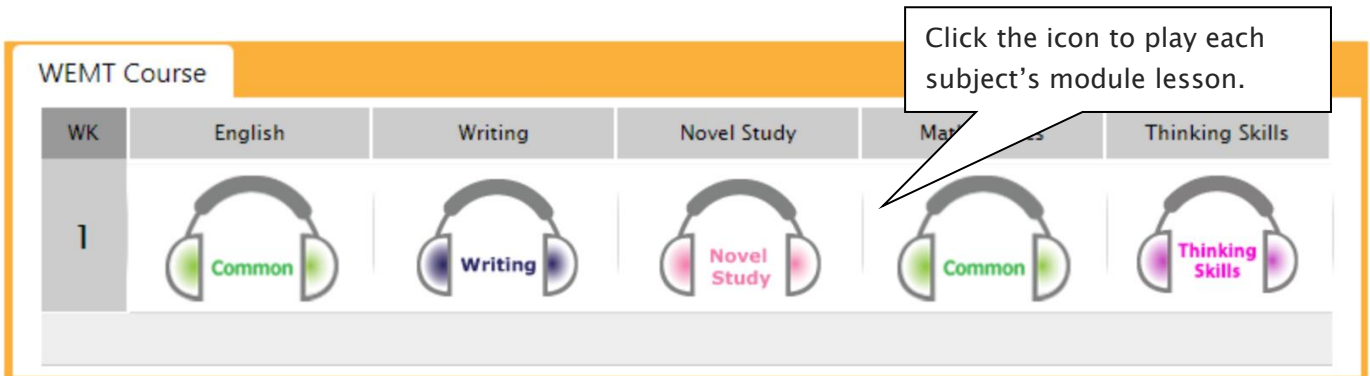 Click the icon to play each
subject's module lesson.
WEMT Course
WK English Writing Novel Study Thinking Skills
1 Common Writing Novel Study Common Thinking Skills